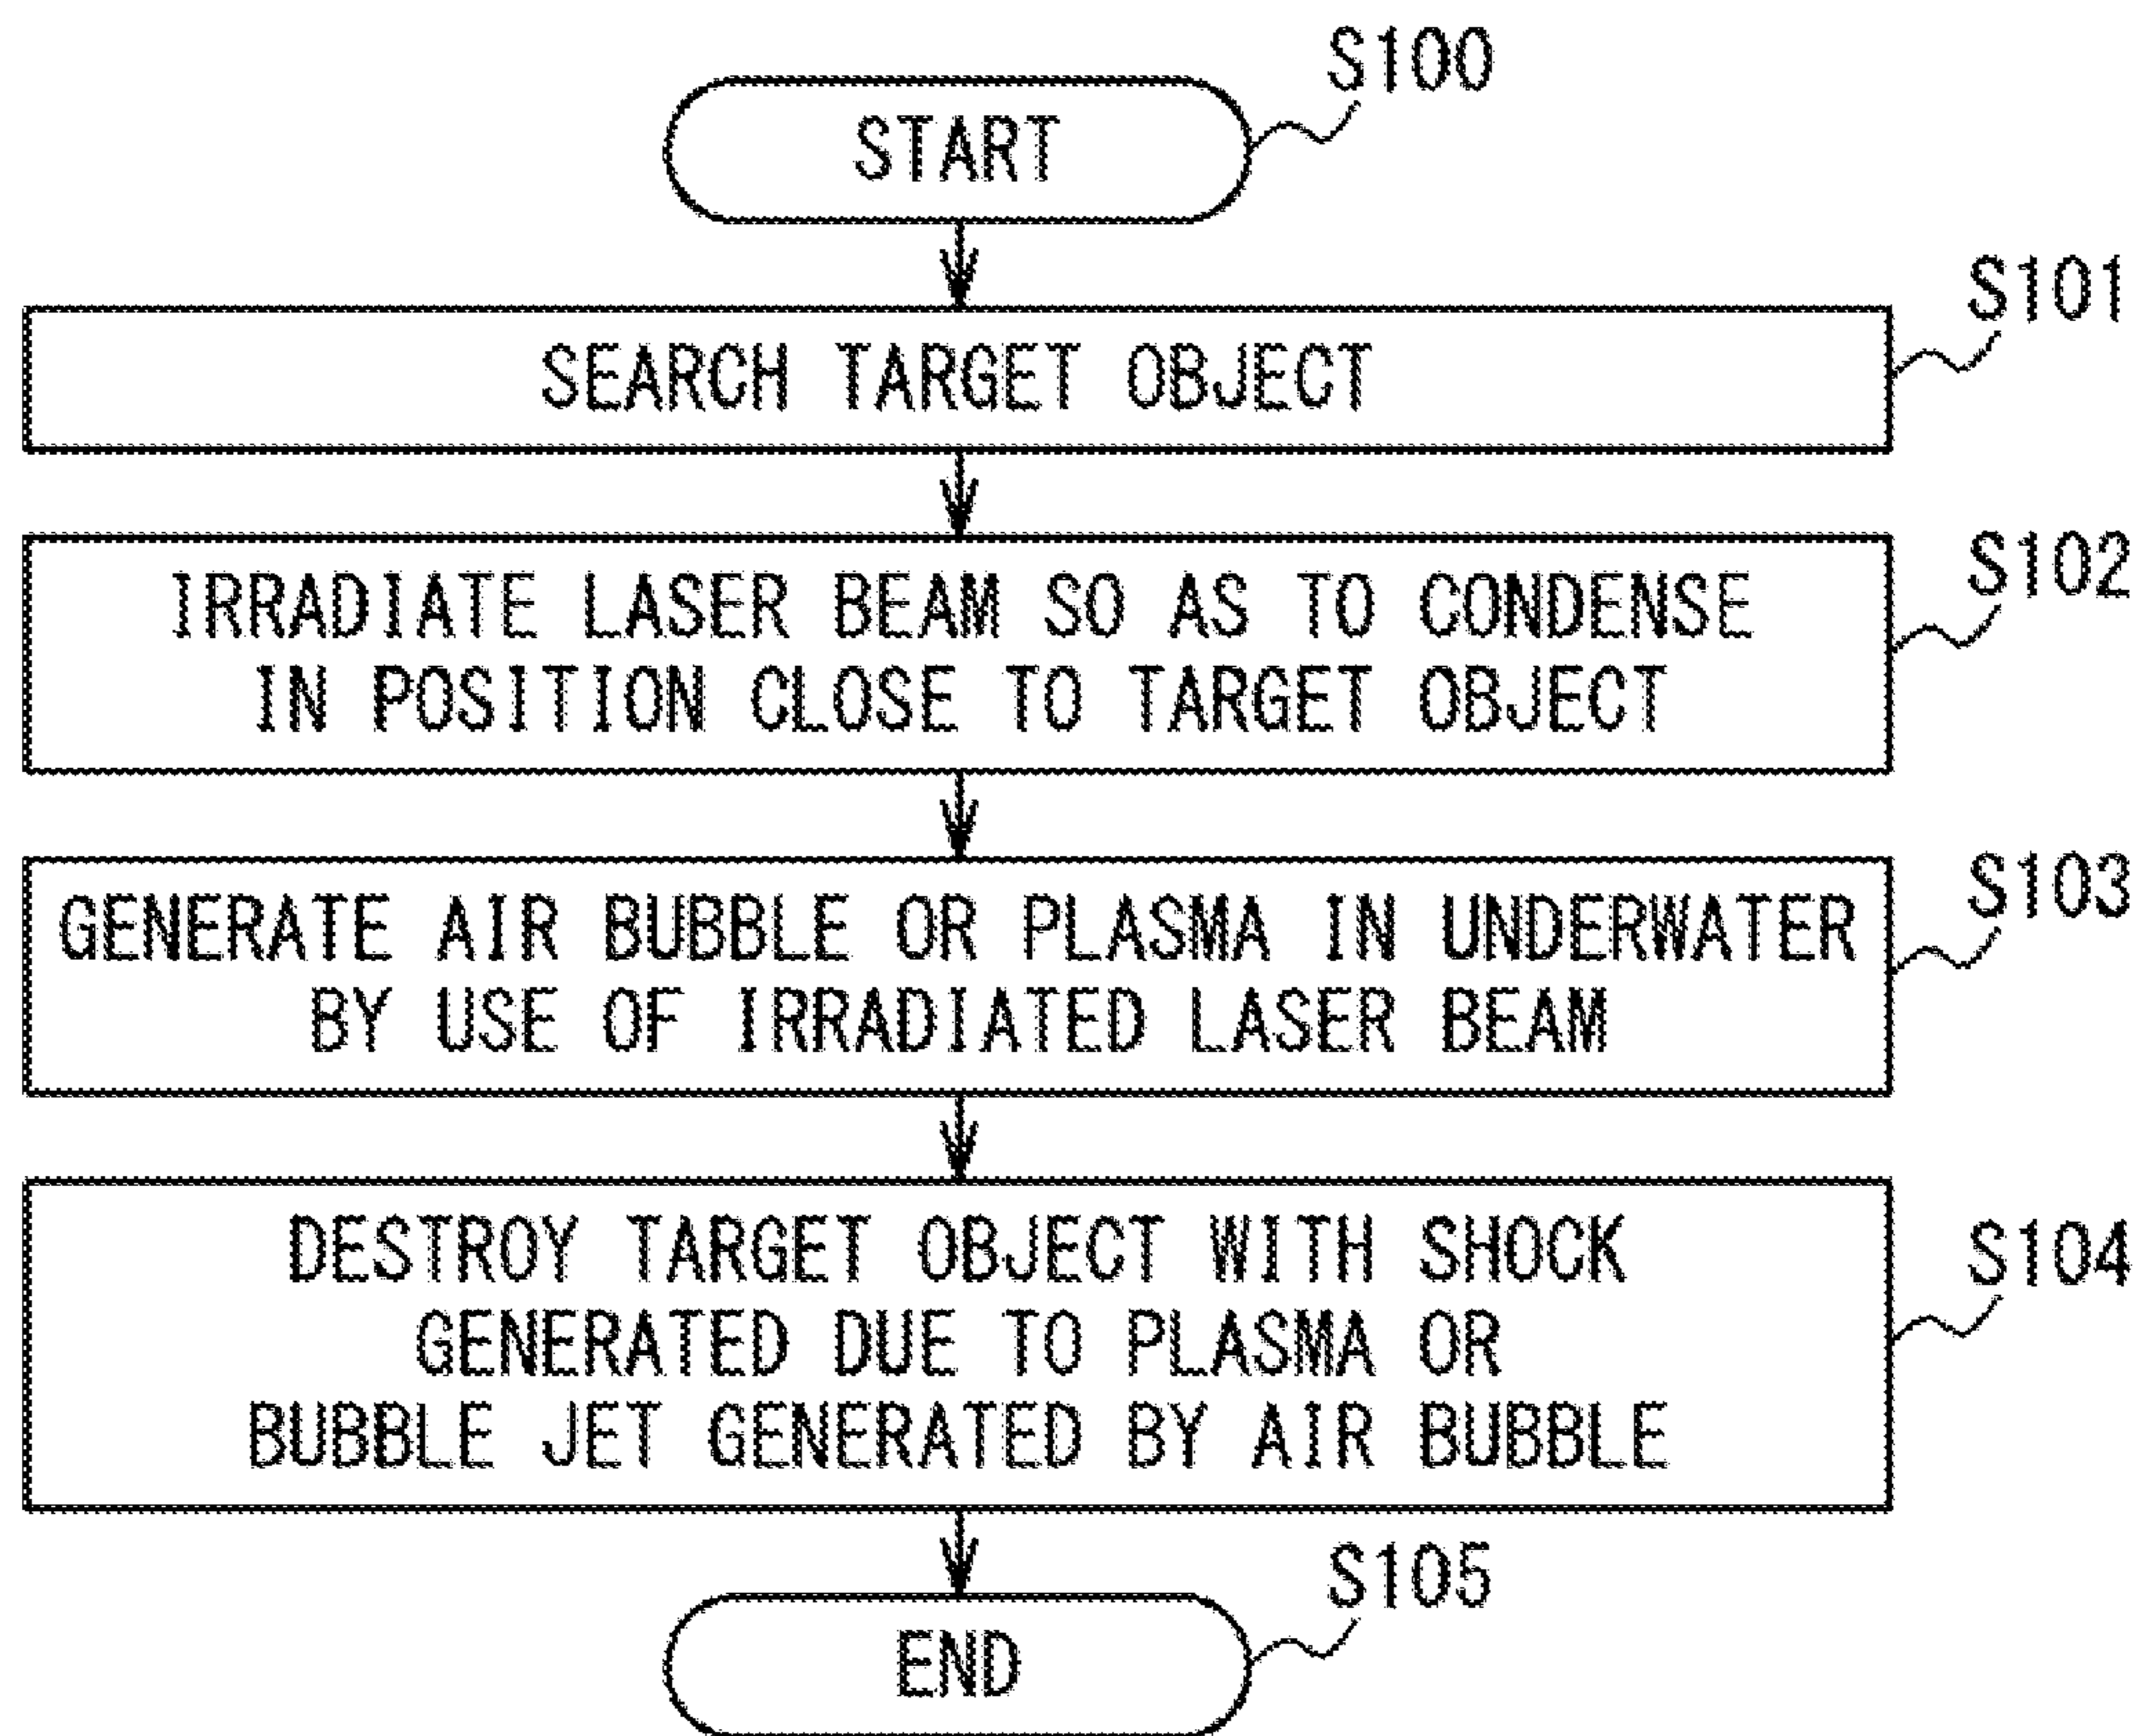 S100
START
S101
SEARCH TARGET OBJECT
S102
IRRADIATE LASER BEAM SO AS TO CONDENSE
IN POSITION CLOSE TO TARGET OBJECT
S103
GENERATE AIR BUBBLE OR PLASMA IN UNDERWATER
BY USE OF IRRADIATED LASER BEAM
S104
DESTROY TARGET OBJECT WITH SHOCK
GENERATED DUE TO PLASMA OR
BUBBLE JET GENERATED BY AIR BUBBLE
S105
END